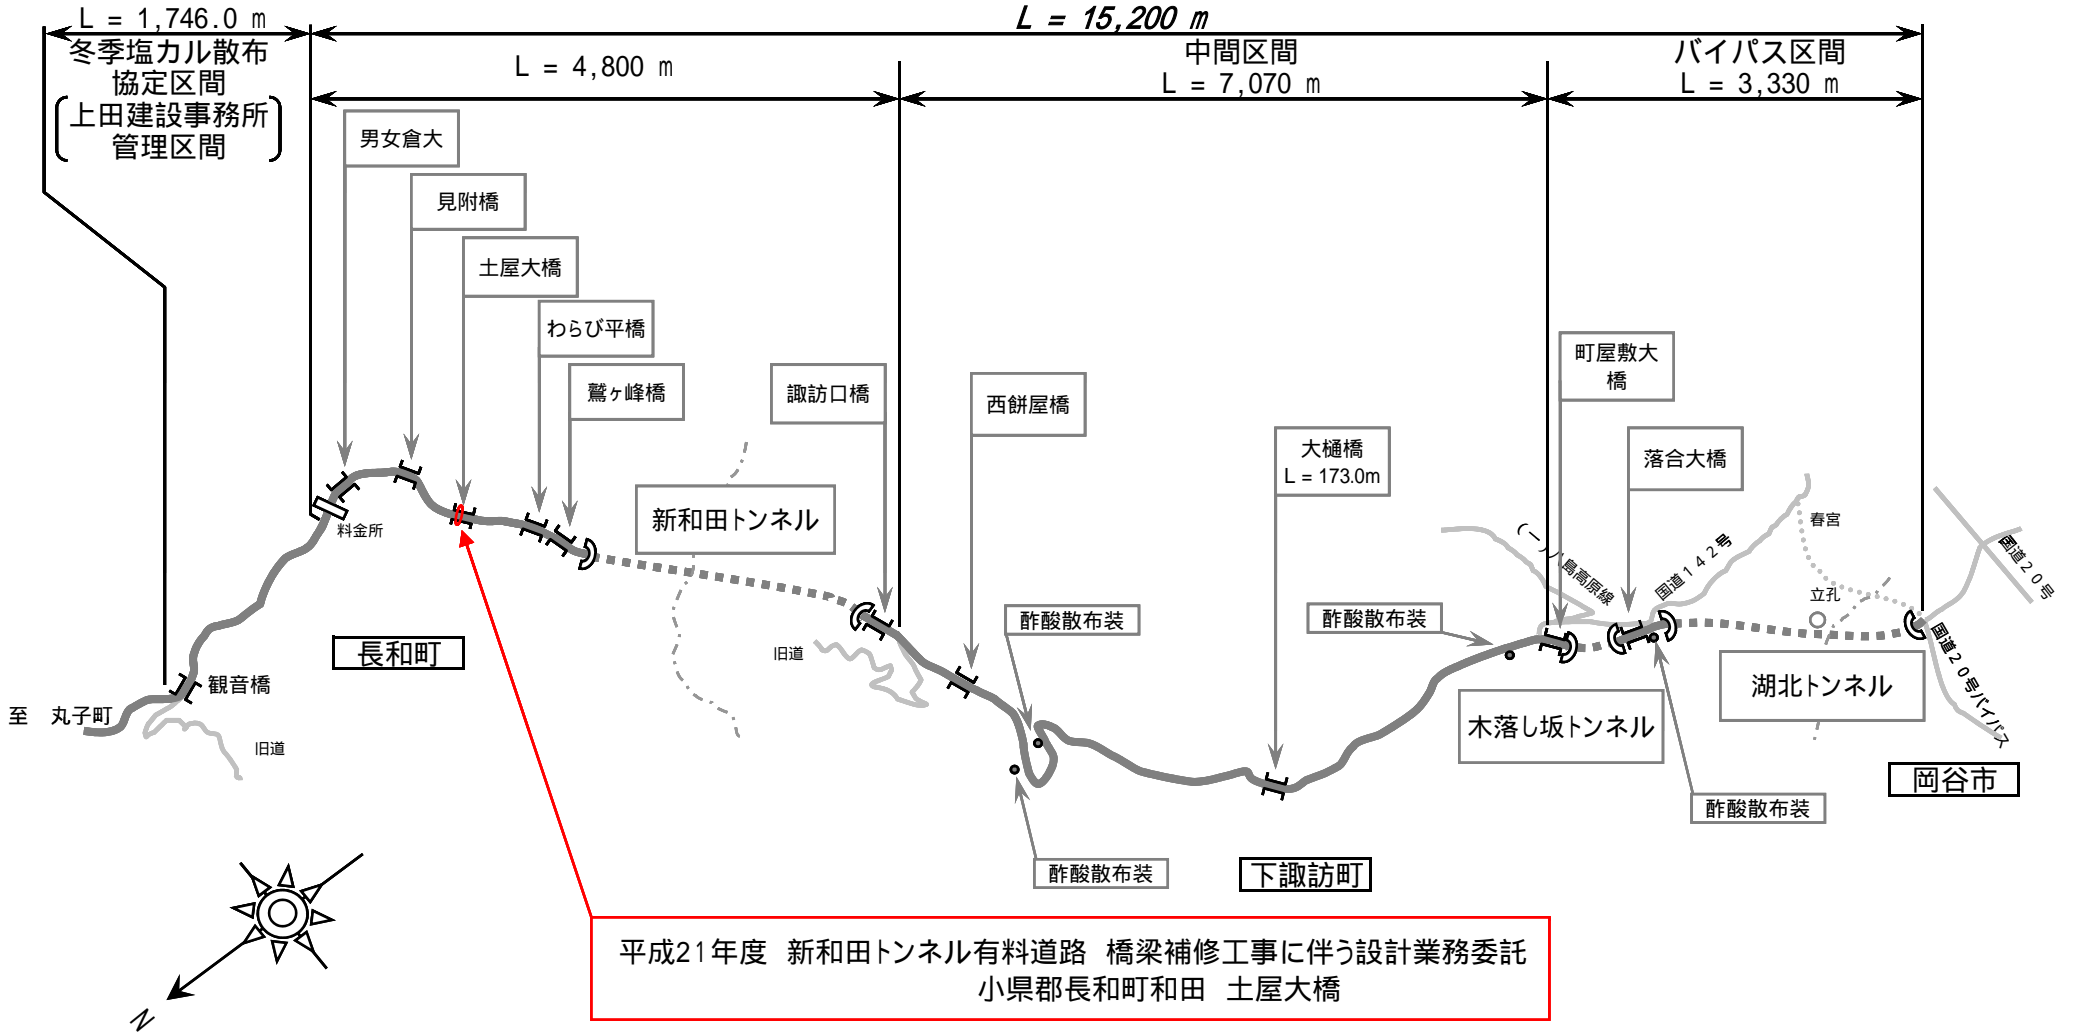 L = 1,746.0 m
L = 15,200 m
冬季塩カル散布
協定区間
上田建設事務所
管理区間
L = 4,800 m
中間区間
L = 7,070 m
バイパス区間
L = 3,330 m
男女倉大
見附橋
土屋大橋
わらび平橋
鷲ヶ峰橋
諏訪口橋
西餅屋橋
大樋橋
L = 173.0m
町屋敷大
橋
落合大橋
新和田トンネル
料金所
(一)八島高原線
国道142号
春宮
立孔
国道20号
国道20号バイパス
酢酸散布装
酢酸散布装
旧道
長和町
観音橋
至 丸子町
旧道
木落し坂トンネル
湖北トンネル
岡谷市
酢酸散布装
酢酸散布装
下諏訪町
平成21年度 新和田トンネル有料道路 橋梁補修工事に伴う設計業務委託
小県郡長和町和田 土屋大橋
N